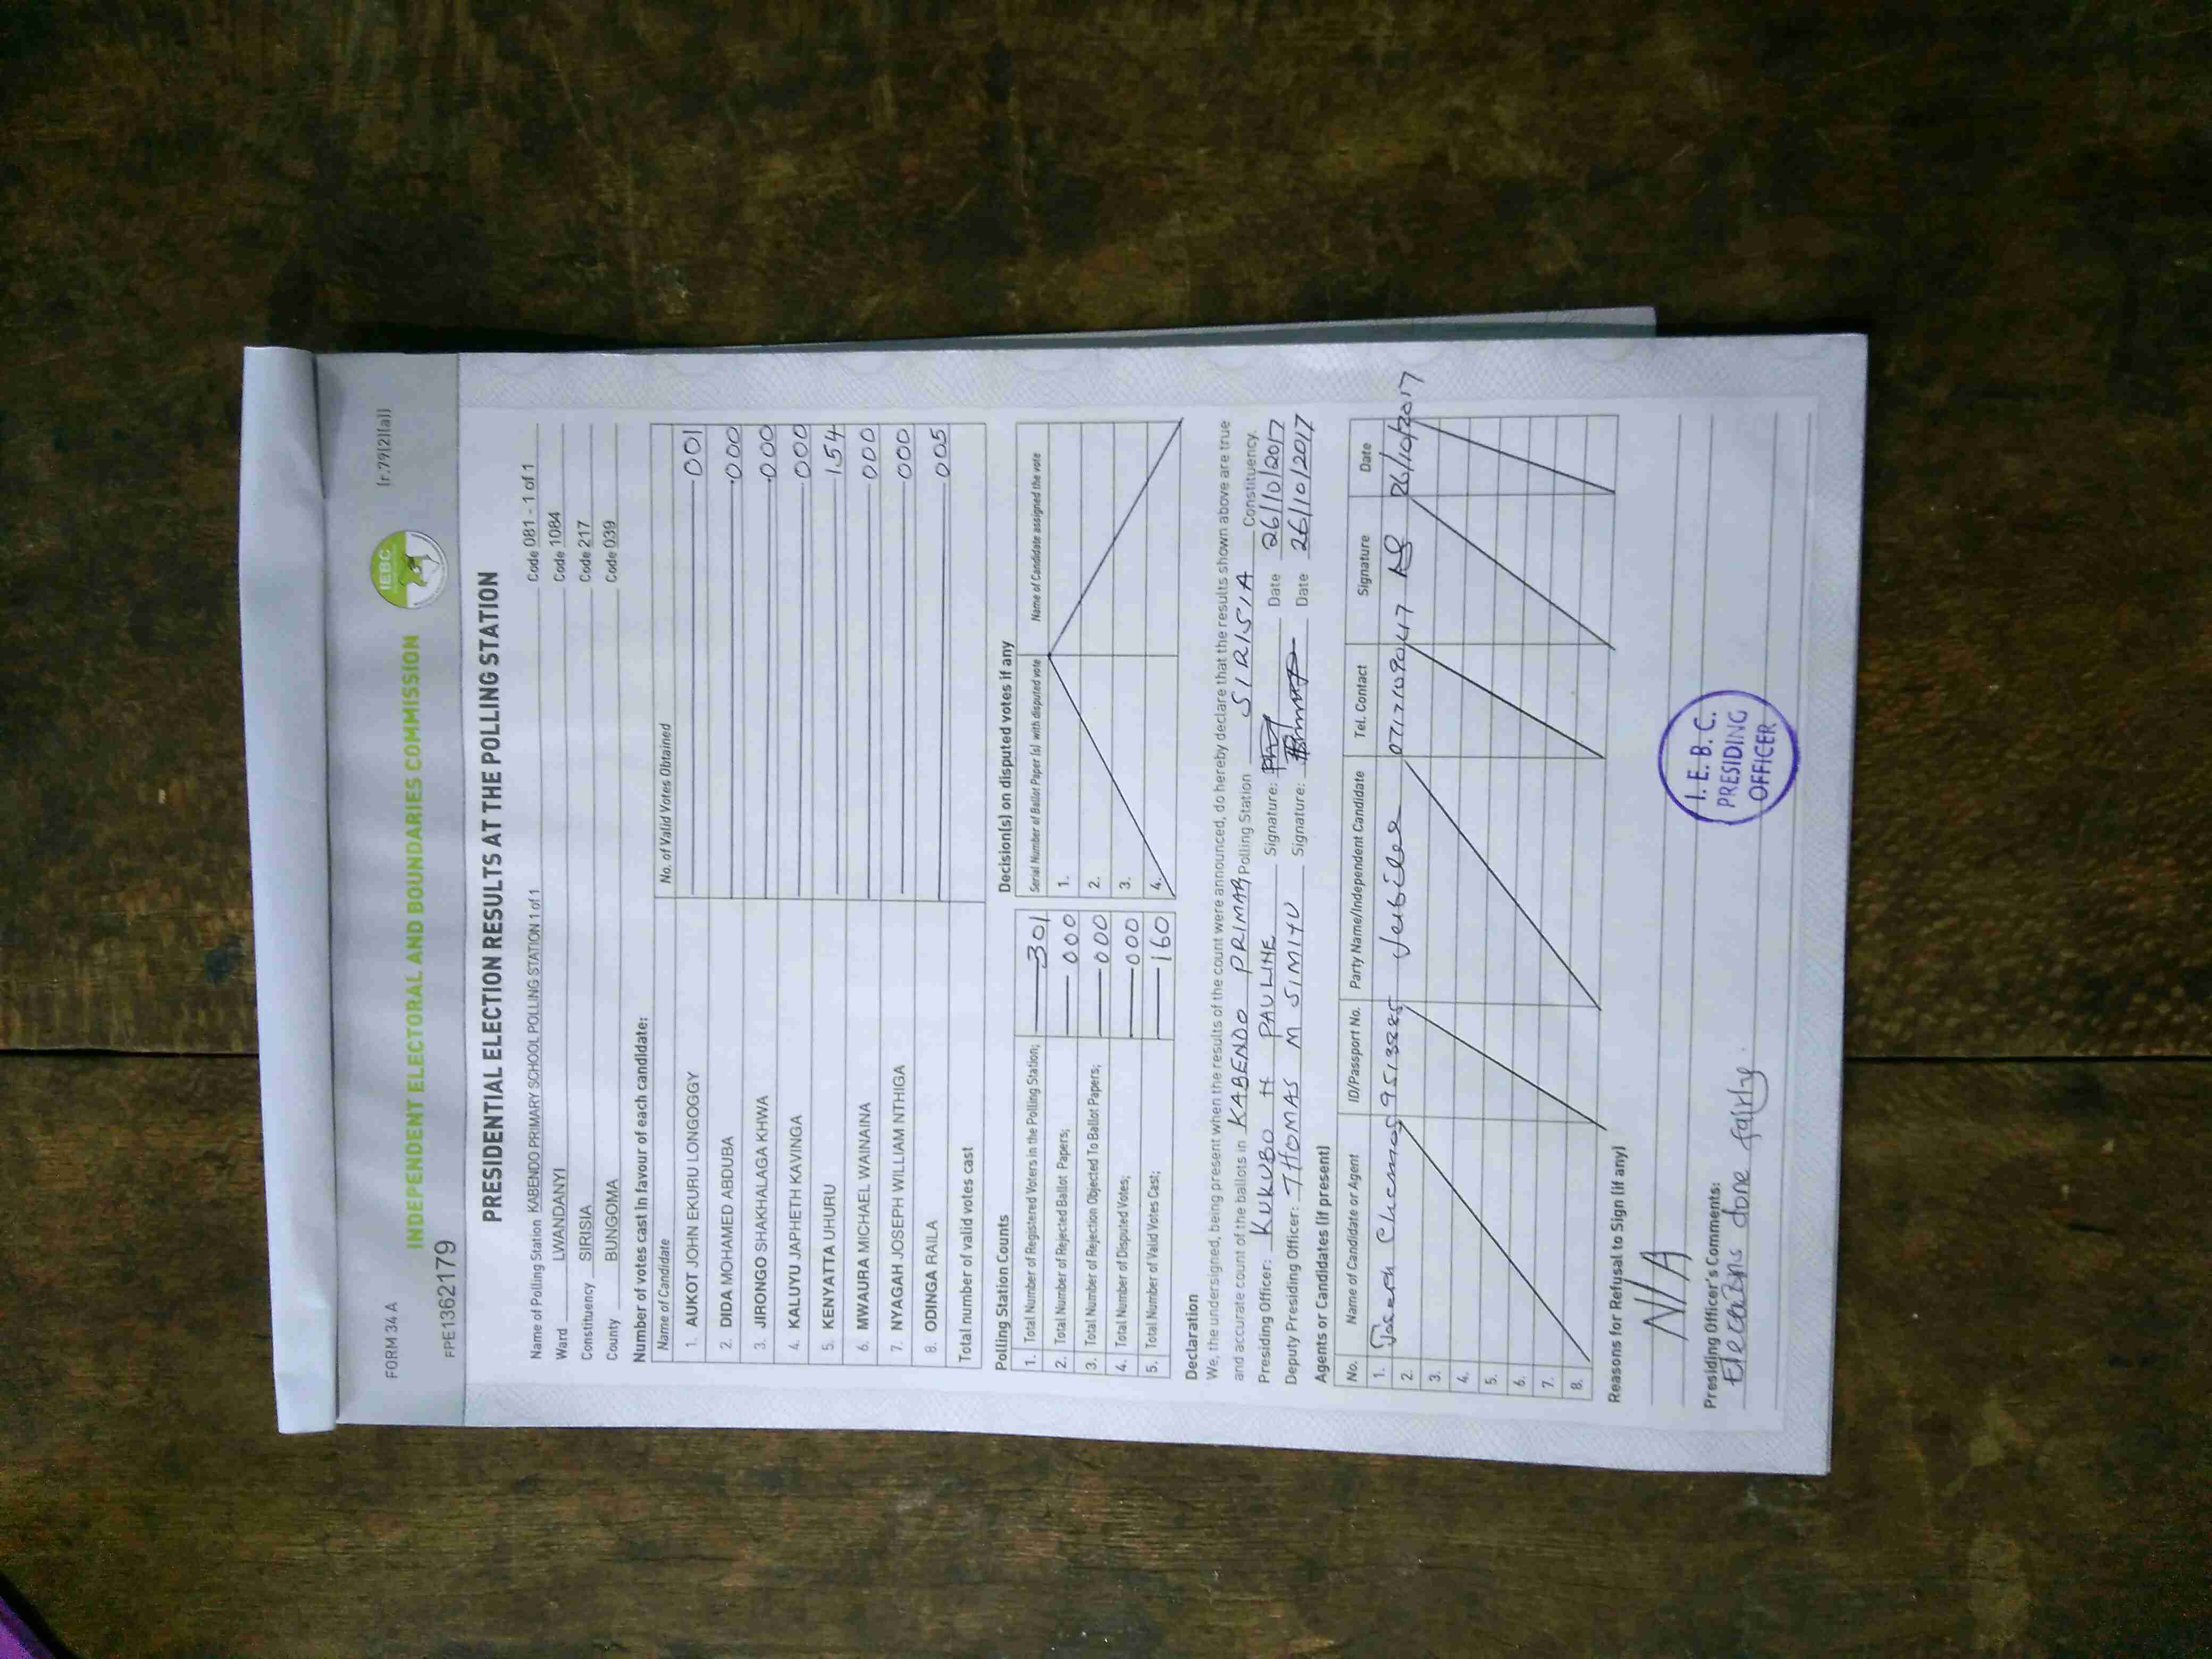 FORM 34 A
(r.79(2)(a))
INDEPENDENT ELECTORAL AND BOUNDARIES COMMISSION
IEBC
FPE1362179
PRESIDENTIAL ELECTION RESULTS AT THE POLLING STATION
Name of Polling Station KABENDO PRIMARY SCHOOL POLLING STATION 1 of 1 Code 081 - 1 of 1
Ward LWANDANYI Code 1084
Constituency SIRISIA Code 217
County BUNGOMA Code 039
Number of votes cast in favour of each candidate:
Name of Candidate No. of Valid Votes Obtained
1. AUKOT JOHN EKURU LONGOGGY 001
2. DIDA MOHAMED ABDUBA 000
3. JIRONGO SHAKHALAGA KHWA 000
4. KALUYU JAPHETH KAVINGA 000
5. KENYATTA UHURU 154
6. MWAURA MICHAEL WAINAINA 000
7. NYAGAH JOSEPH WILLIAM NTHIGA 000
8. ODINGA RAILA 005
Total number of valid votes cast
Polling Station Counts
1. Total Number of Registered Voters in the Polling Station; 301
2. Total Number of Rejected Ballot Papers; 000
3. Total Number of Rejection Objected To Ballot Papers; 000
4. Total Number of Disputed Votes; 000
5. Total Number of Valid Votes Cast; 160
Decision(s) on disputed votes if any
Serial Number of Ballot Paper (s) with disputed vote Name of Candidate assigned the vote
1.
2.
3.
4.
Declaration
We, the undersigned, being present when the results of the count were announced, do hereby declare that the results shown above are true
and accurate count of the ballots in KABENDO PRIMARY Polling Station SIRISIA Constituency.
Presiding Officer: KUKUBO H PAULINE Signature: Date 26/10/2017
Deputy Presiding Officer: THOMAS M SIMIYU Signature: Date 26/10/2017
Agents or Candidates (if present)
No. Name of Candidate or Agent ID/Passport No. Party Name/Independent Candidate Tel. Contact Signature Date
1. Jubilee 26/10/2017
2.
3.
4.
5.
6.
7.
8.
Reasons for Refusal to Sign (if any)
N/A
Presiding Officer's Comments:
Elections done fairly.
I.E.B.C.
PRESIDING
OFFICER